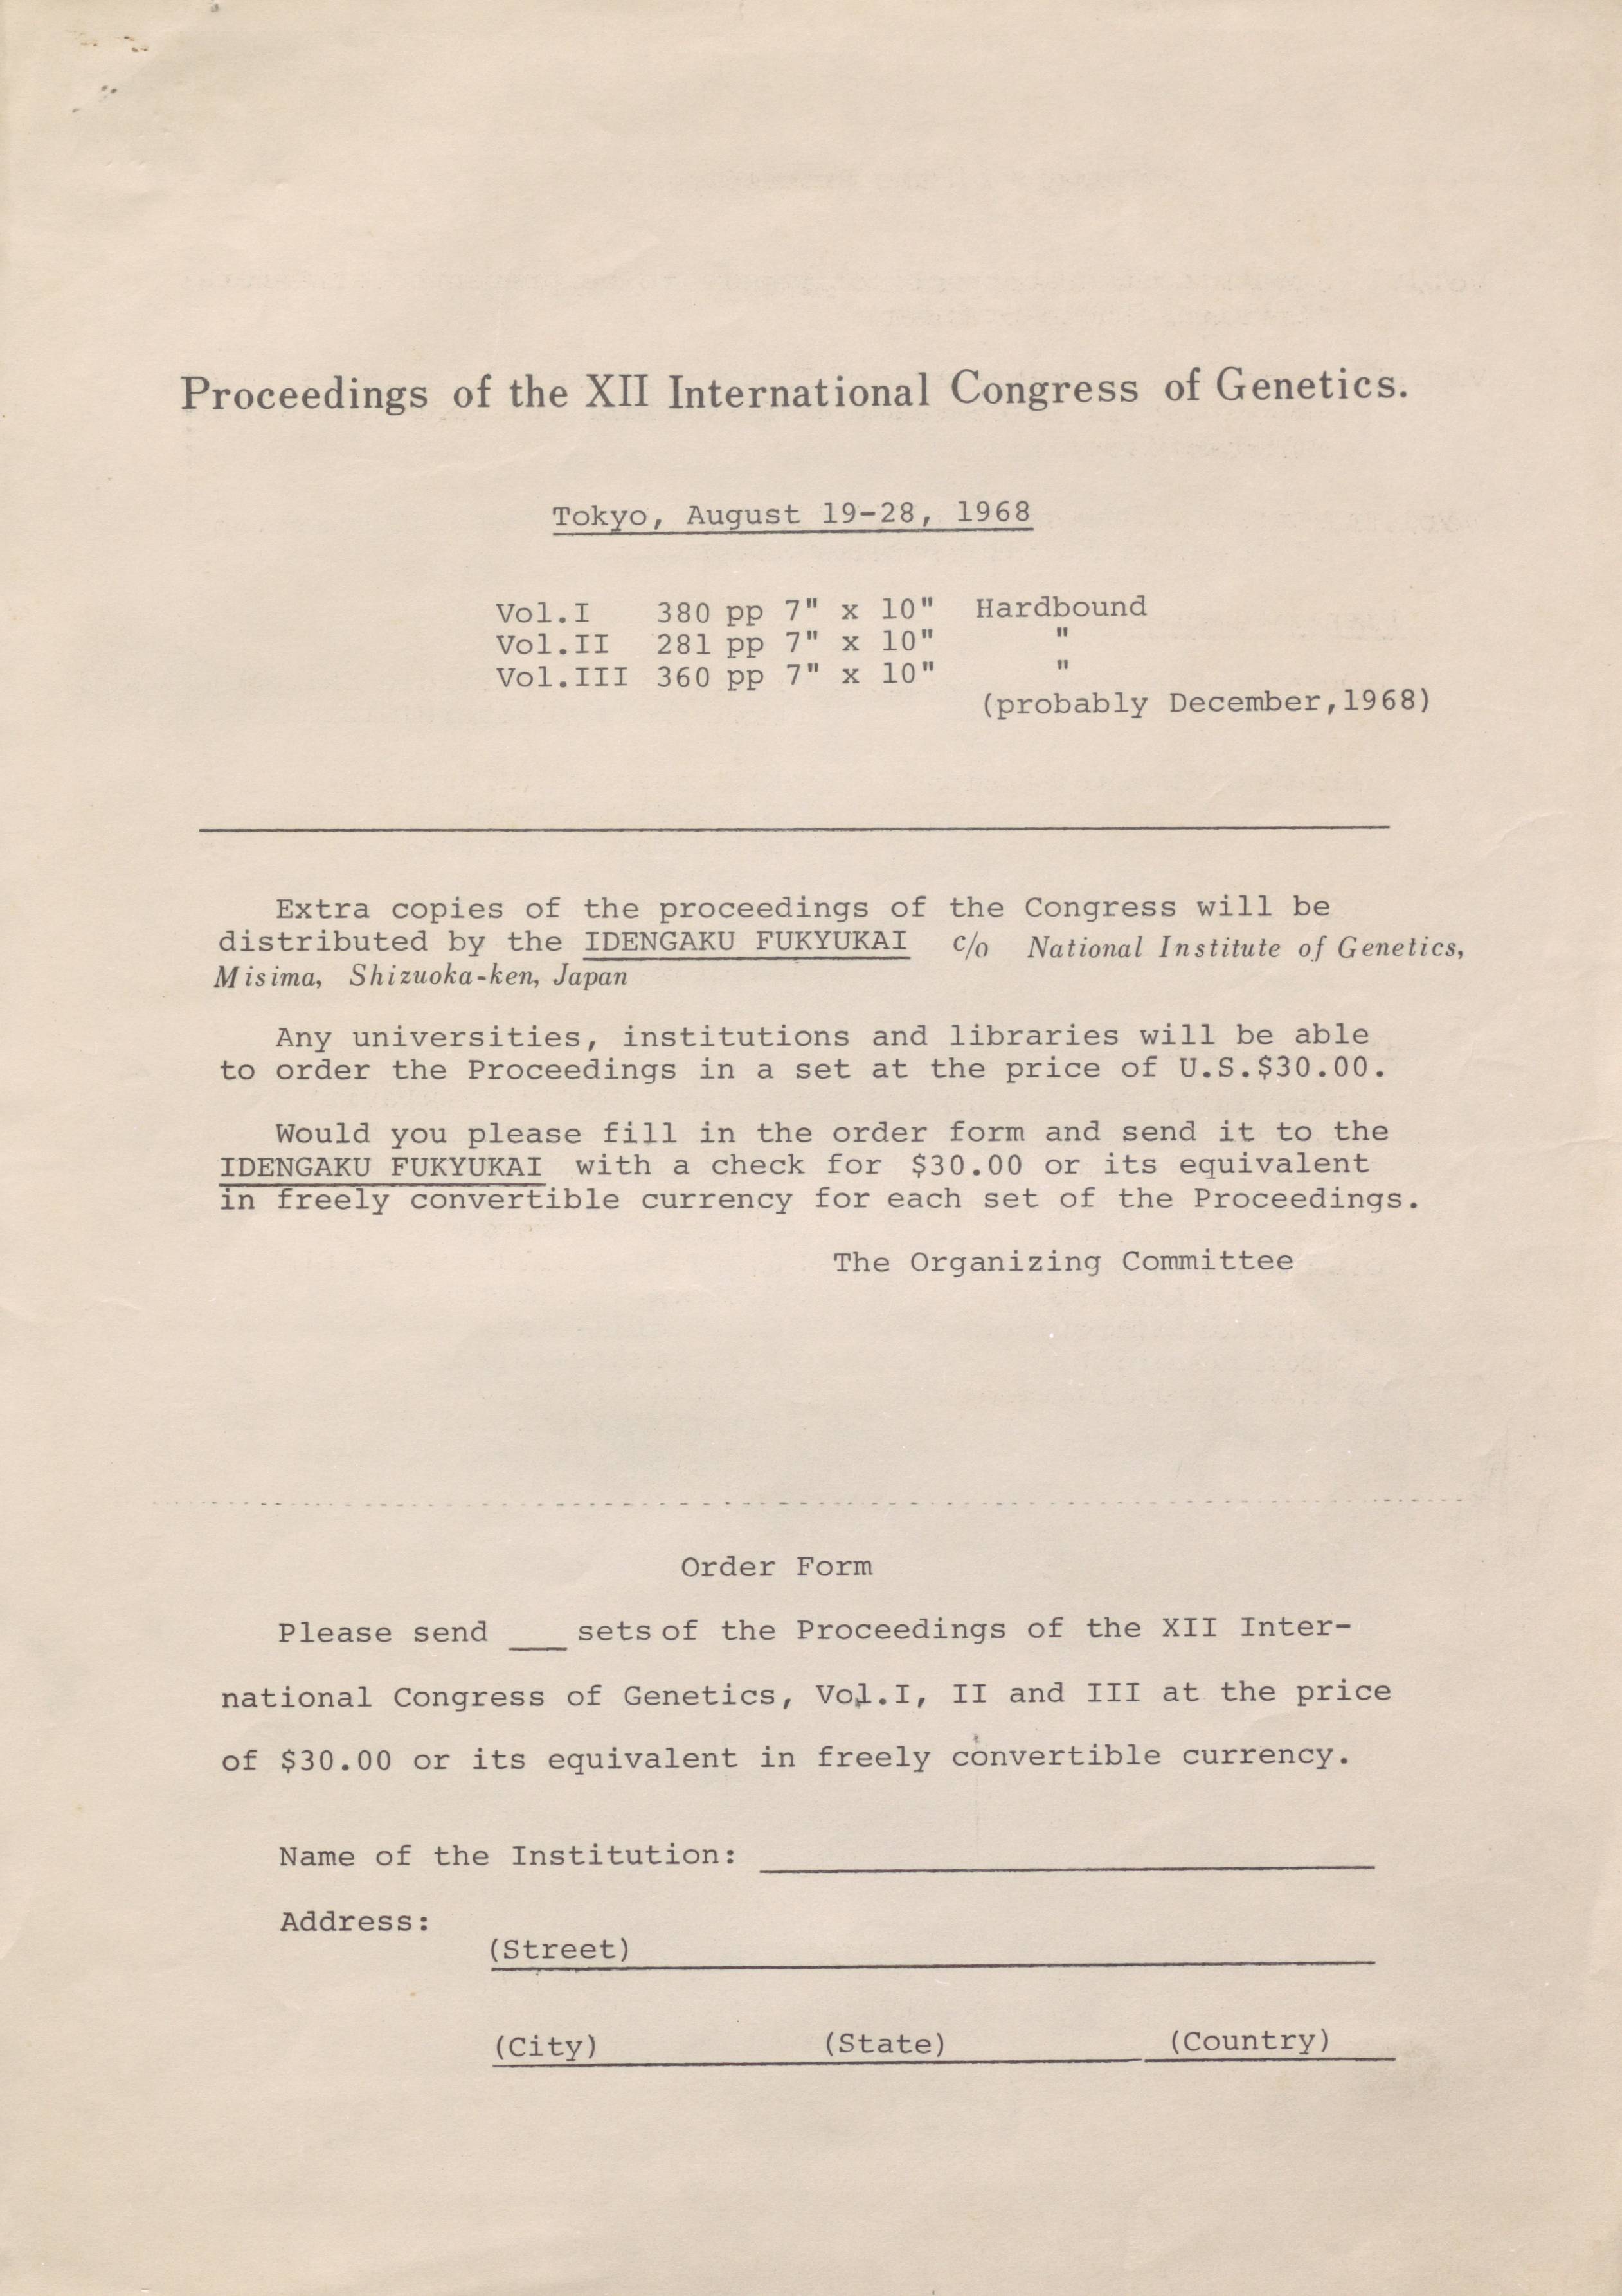 Proceedings of the XII International Congress of Genetics.
Tokyo, August 19-28, 1968
Vol.I 380 pp 7" x 10" Hardbound
Vol.II 281 pp 7" x 10" "
Vol.III 360 pp 7" x 10" "
(probably December,1968)
Extra copies of the proceedings of the Congress will be
distributed by the IDENGAKU FUKYUKAI c/o National Institute of Genetics,
Misima, Shizuoka-ken, Japan
Any universities, institutions and libraries will be able
to order the Proceedings in a set at the price of U.S.$30.00.
Would you please fill in the order form and send it to the
IDENGAKU FUKYUKAI with a check for $30.00 or its equivalent
in freely convertible currency for each set of the Proceedings.
The Organizing Committee
Order Form
Please send ___ sets of the Proceedings of the XII Inter-
national Congress of Genetics, Vol.I, II and III at the price
of $30.00 or its equivalent in freely convertible currency.
Name of the Institution:
Address:
(Street)
(City) (State) (Country)